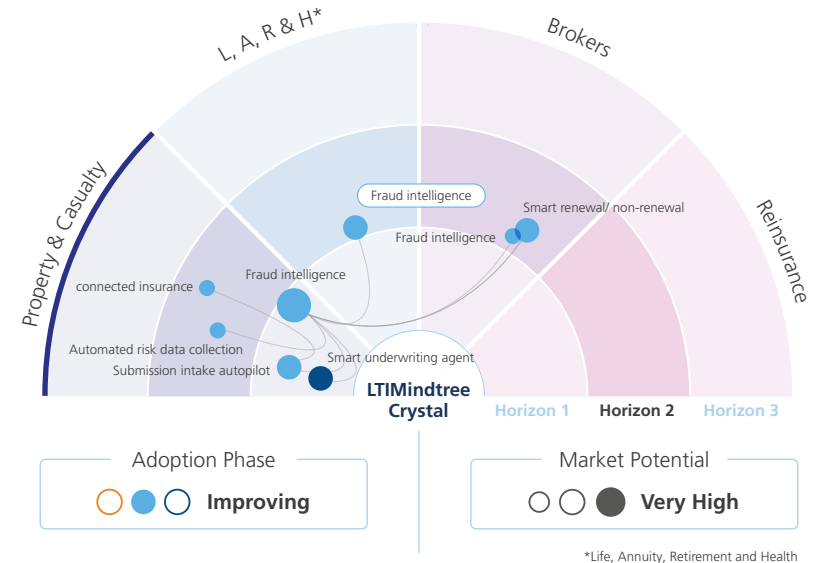 L, A, R & H*
Brokers
Property & Casualty
Reinsurance
Fraud intelligence
Smart renewal/ non-renewal
Fraud intelligence
Fraud intelligence
connected insurance
Automated risk data collection
Smart underwriting agent
Submission intake autopilot
LTIMindtree
Crystal
Horizon 1
Horizon 2
Horizon 3
Adoption Phase
Improving
Market Potential
Very High
*Life, Annuity, Retirement and Health